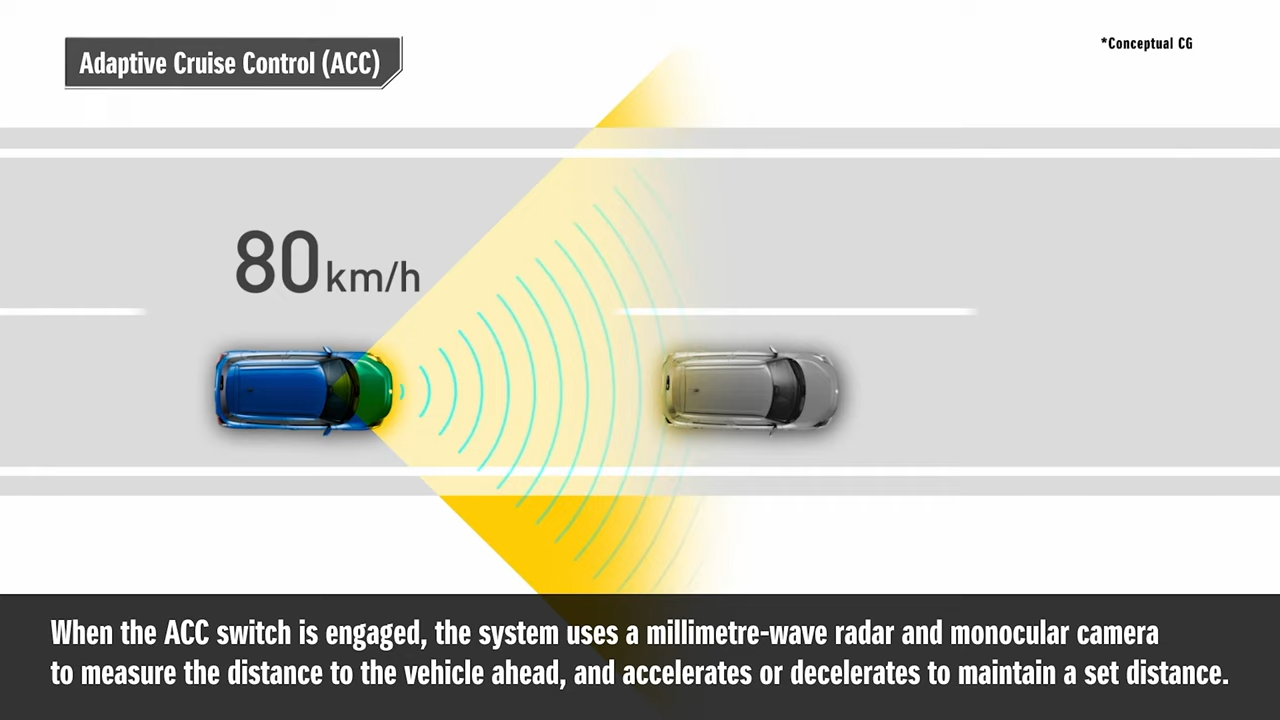 Adaptive Cruise Control (ACC)
*Conceptual CG
80km/h
When the ACC switch is engaged, the system uses a millimetre-wave radar and monocular camera
to measure the distance to the vehicle ahead, and accelerates or decelerates to maintain a set distance.